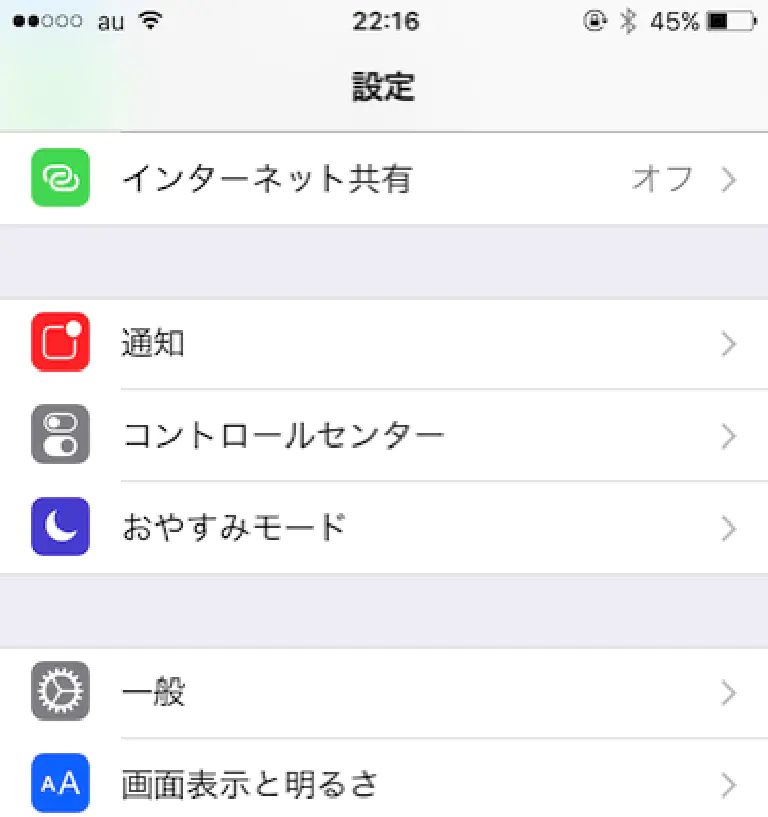 au 22:16 45%
設定
インターネット共有 オフ
通知
コントロールセンター
おやすみモード
一般
AA 画面表示と明るさ